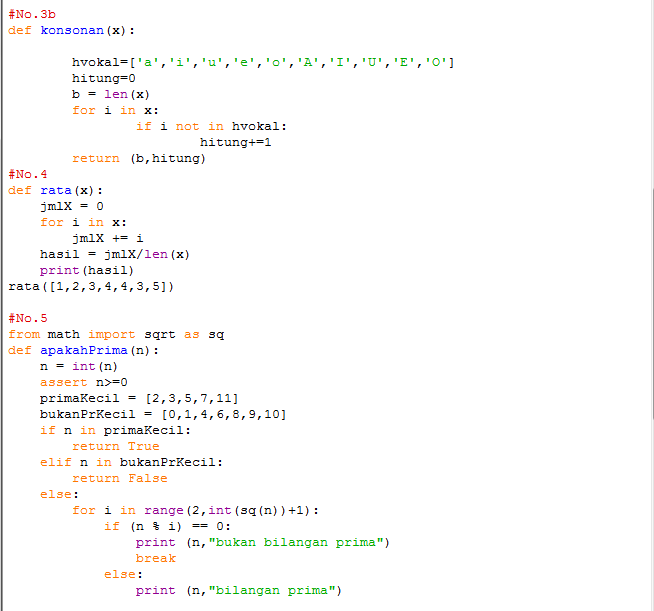 #No.3b
def konsonan(x):
        hvokal=['a','i','u','e','o','A','I','U','E','O']
        hitung=0
        b = len(x)
        for i in x:
                if i not in hvokal:
                        hitung+=1
        return (b,hitung)
#No.4
def rata(x):
    jmlX = 0
    for i in x:
        jmlX += i
    hasil = jmlX/len(x)
    print(hasil)
rata([1,2,3,4,4,3,5])
#No.5
from math import sqrt as sq
def apakahPrima(n):
    n = int(n)
    assert n>=0
    primaKecil = [2,3,5,7,11]
    bukanPrKecil = [0,1,4,6,8,9,10]
    if n in primaKecil:
        return True
    elif n in bukanPrKecil:
        return False
    else:
        for i in range(2,int(sq(n))+1):
            if (n % i) == 0:
                print (n,"bukan bilangan prima")
                break
            else:
                print (n,"bilangan prima")